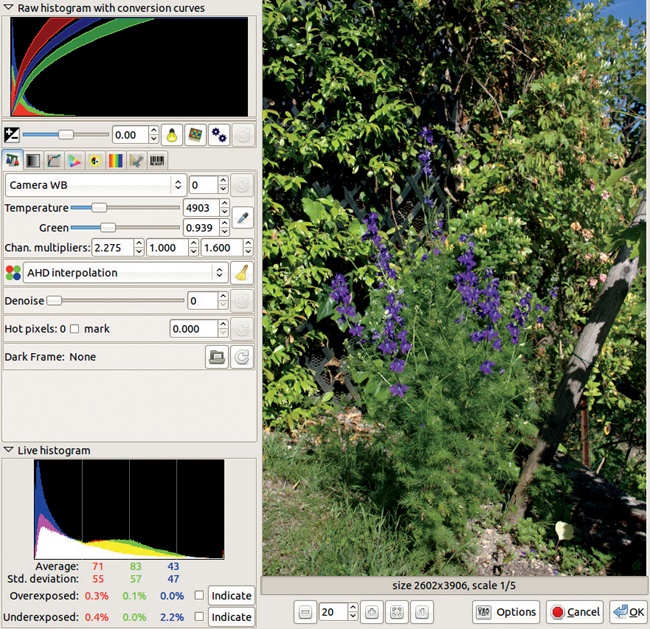 Raw histogram with conversion curves
0.00
Camera WB 0
Temperature 4903
Green 0.939
Chan. multipliers: 2.275 1.000 1.600
AHD interpolation
Denoise 0
Hot pixels: 0 mark 0.000
Dark Frame: None
Live histogram
Average: 71 83 43
Std. deviation: 55 57 47
Overexposed: 0.3% 0.1% 0.0% Indicate
Underexposed: 0.4% 0.0% 2.2% Indicate
size 2602x3906, scale 1/5
20 Options Cancel OK